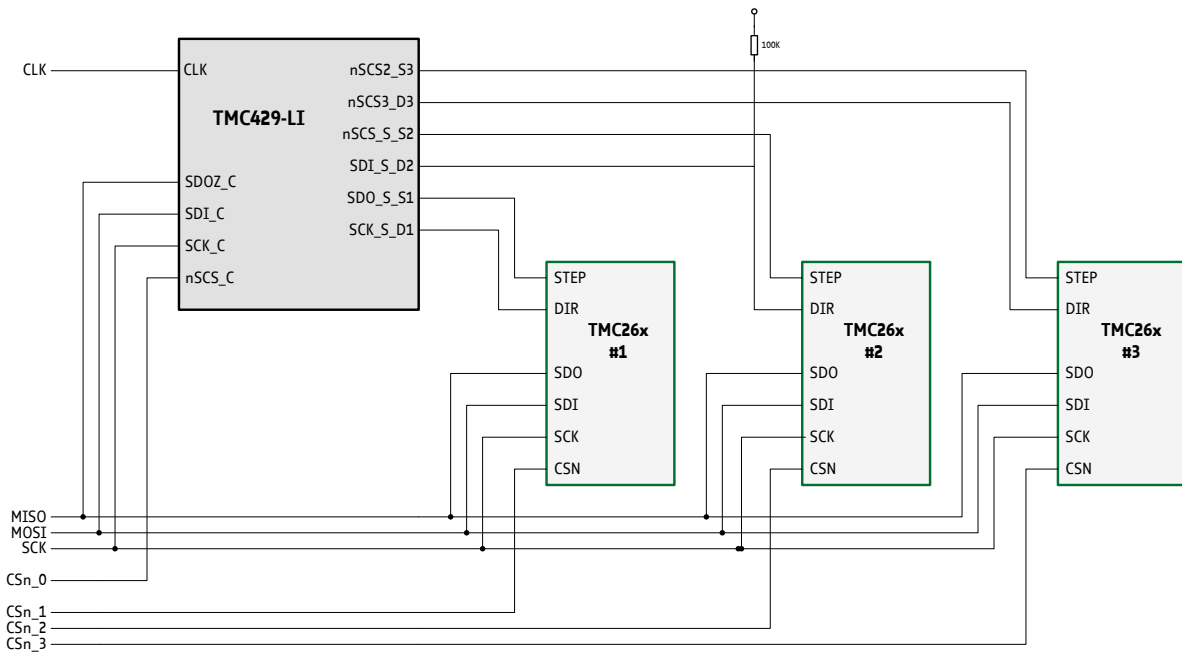 100K
CLK
CLK
nSCS2_S3
TMC429-LI
nSCS3_D3
nSCS_S_S2
SDI_S_D2
SDOZ_C
SDO_S_S1
SDI_C
SCK_S_D1
SCK_C
nSCS_C
STEP
DIR
TMC26x
#1
SDO
SDI
SCK
CSN
STEP
DIR
TMC26x
#2
SDO
SDI
SCK
CSN
STEP
DIR
TMC26x
#3
SDO
SDI
SCK
CSN
MISO
MOSI
SCK
CSn_0
CSn_1
CSn_2
CSn_3